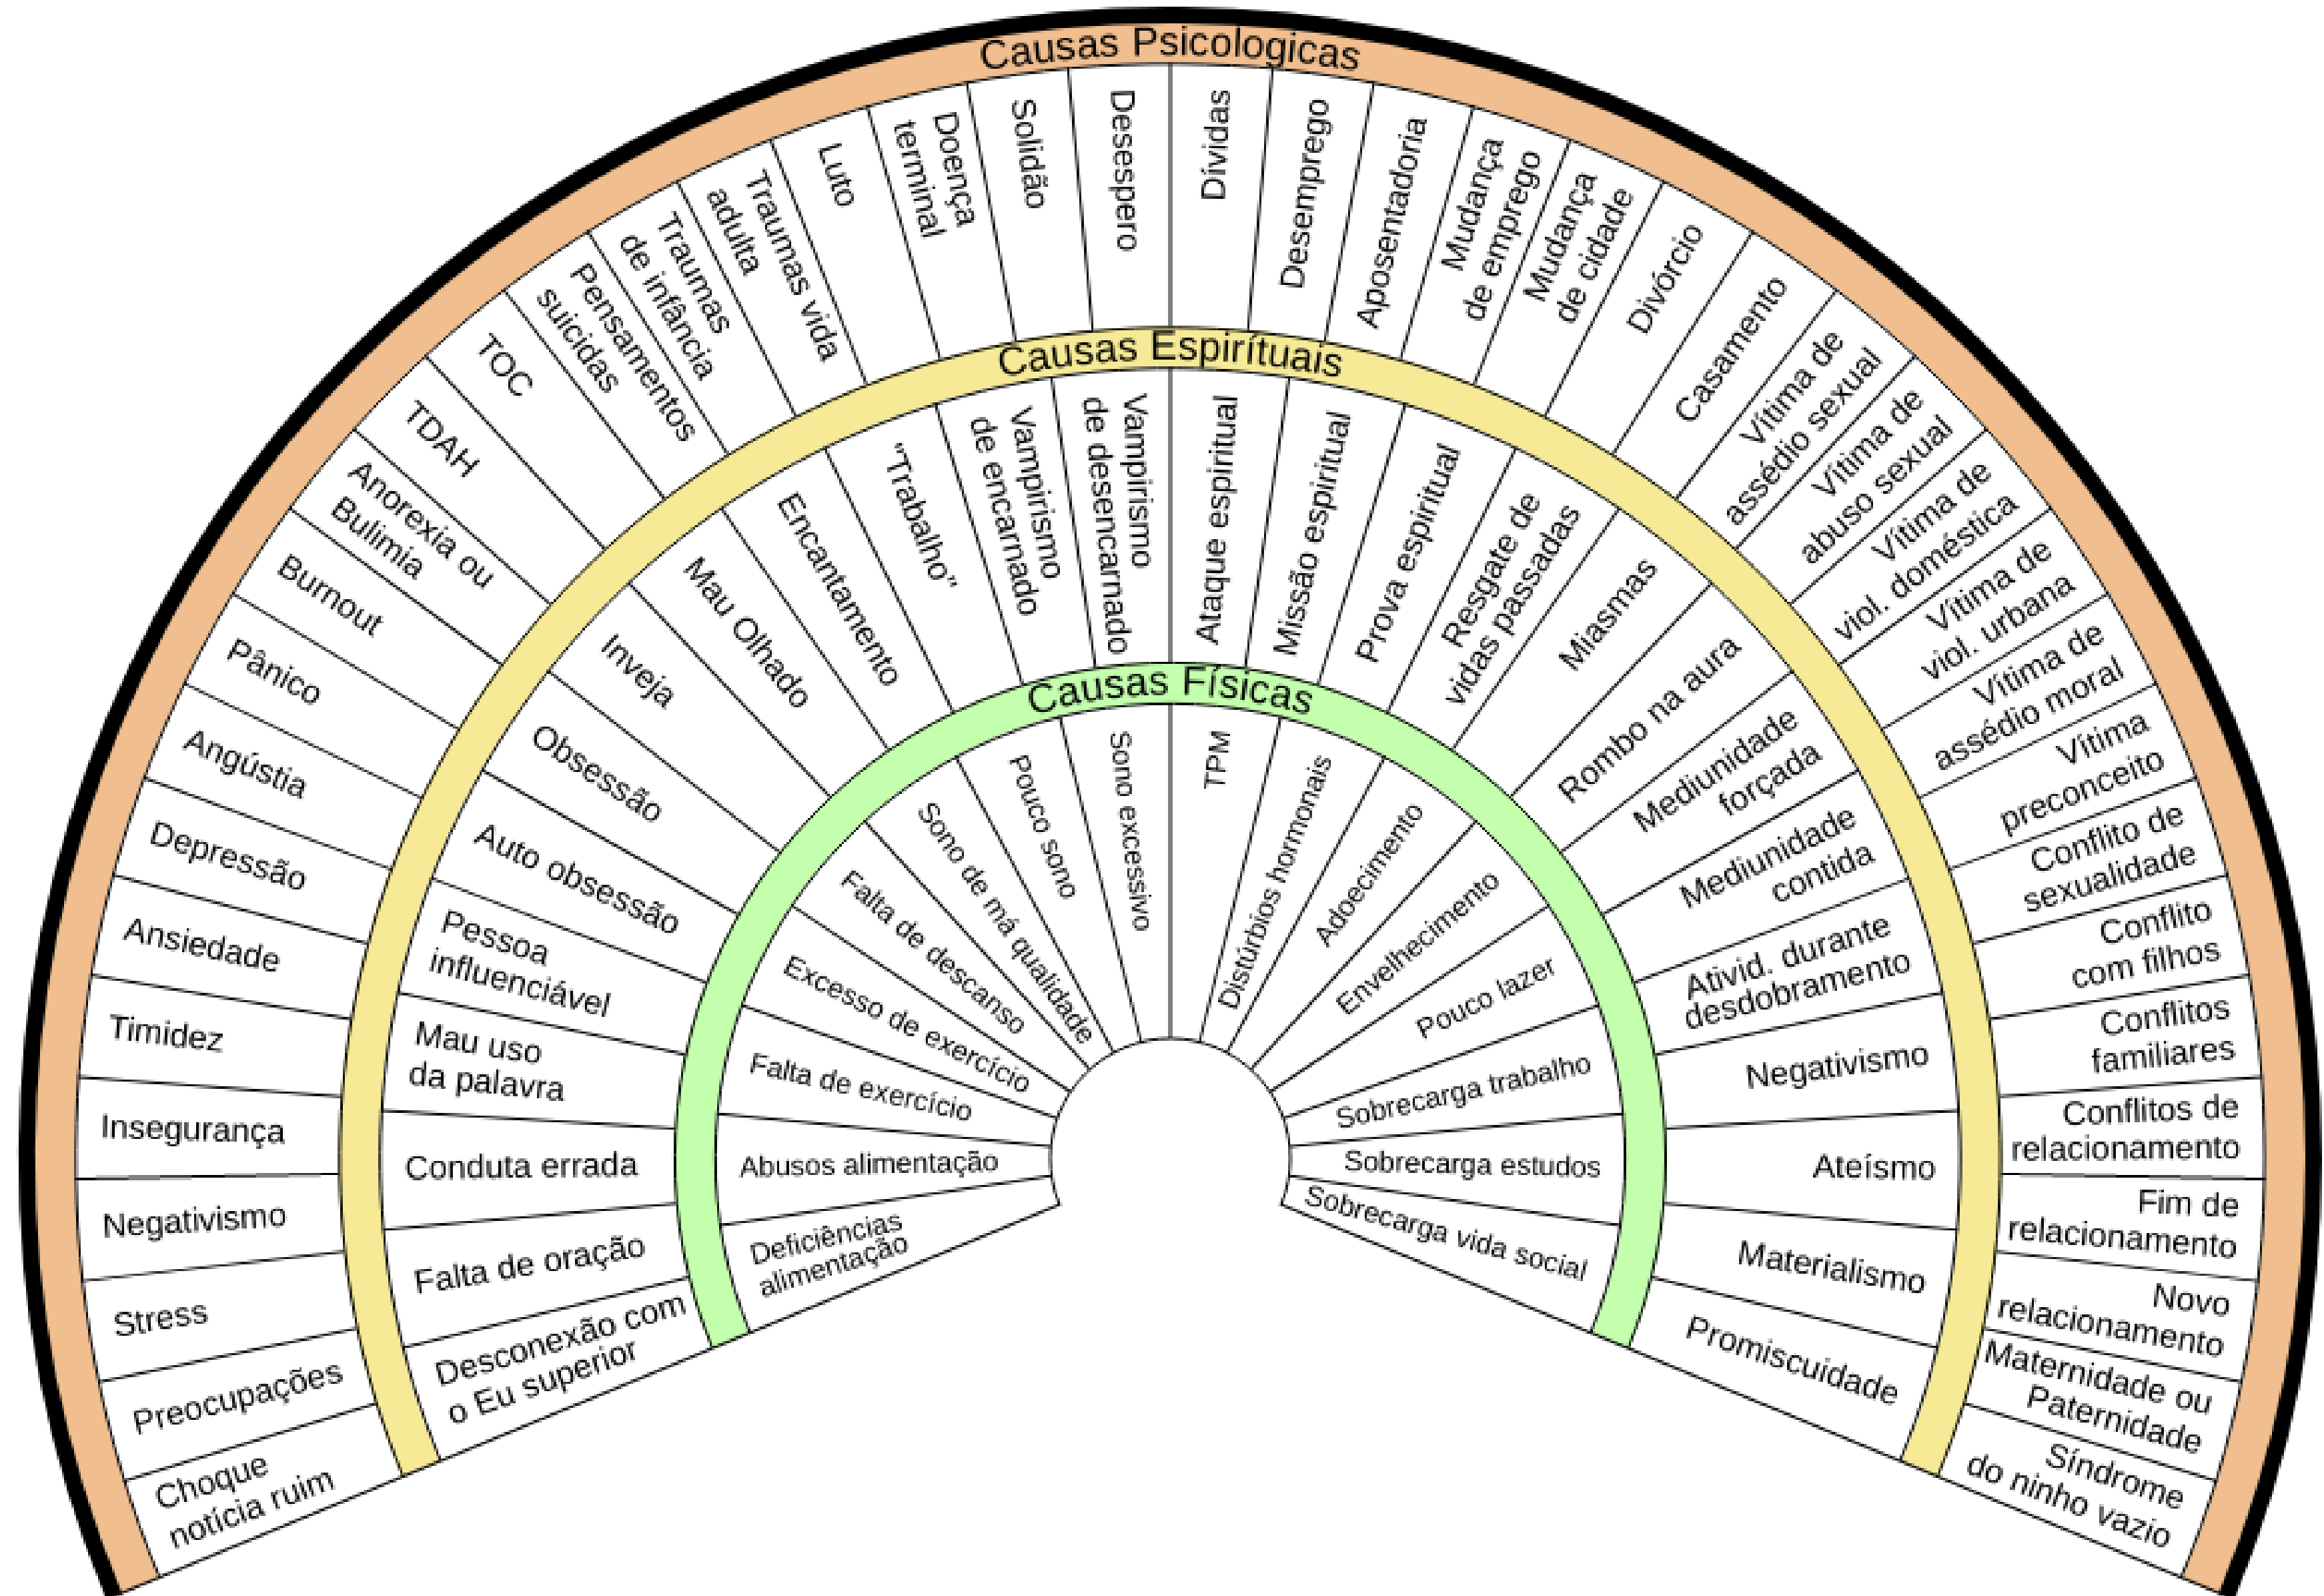 Causas Psicologicas
Choque
notícia ruim
Preocupações
Stress
Negativismo
Insegurança
Timidez
Ansiedade
Depressão
Angústia
Pânico
Burnout
Anorexia ou
Bulimia
TDAH
TOC
Pensamentos
suicidas
Traumas
de infância
Traumas vida
adulta
Luto
Doença
terminal
Solidão
Desespero
Dívidas
Desemprego
Aposentadoria
Mudança
de emprego
Mudança
de cidade
Divórcio
Casamento
Vítima de
assédio sexual
Vítima de
abuso sexual
Vítima de
viol. doméstica
Vítima de
viol. urbana
Vítima de
assédio moral
Vítima
preconceito
Conflito de
sexualidade
Conflito
com filhos
Conflitos
familiares
Conflitos de
relacionamento
Fim de
relacionamento
Novo
relacionamento
Maternidade ou
Paternidade
Síndrome
do ninho vazio
Causas Espirítuais
Desconexão com
o Eu superior
Falta de oração
Conduta errada
Mau uso
da palavra
Pessoa
influenciável
Auto obsessão
Obsessão
Inveja
Mau Olhado
Encantamento
"Trabalho"
Vampirismo
de encarnado
Vampirismo
de desencarnado
Ataque espiritual
Missão espiritual
Prova espiritual
Resgate de
vidas passadas
Miasmas
Rombo na aura
Mediunidade
forçada
Mediunidade
contida
Ativid. durante
desdobramento
Negativismo
Ateísmo
Materialismo
Promiscuidade
Causas Físicas
Deficiências
alimentação
Abusos alimentação
Falta de exercício
Excesso de exercício
Falta de descanso
Sono de má qualidade
Pouco sono
Sono excessivo
TPM
Distúrbios hormonais
Adoecimento
Envelhecimento
Pouco lazer
Sobrecarga trabalho
Sobrecarga estudos
Sobrecarga vida social